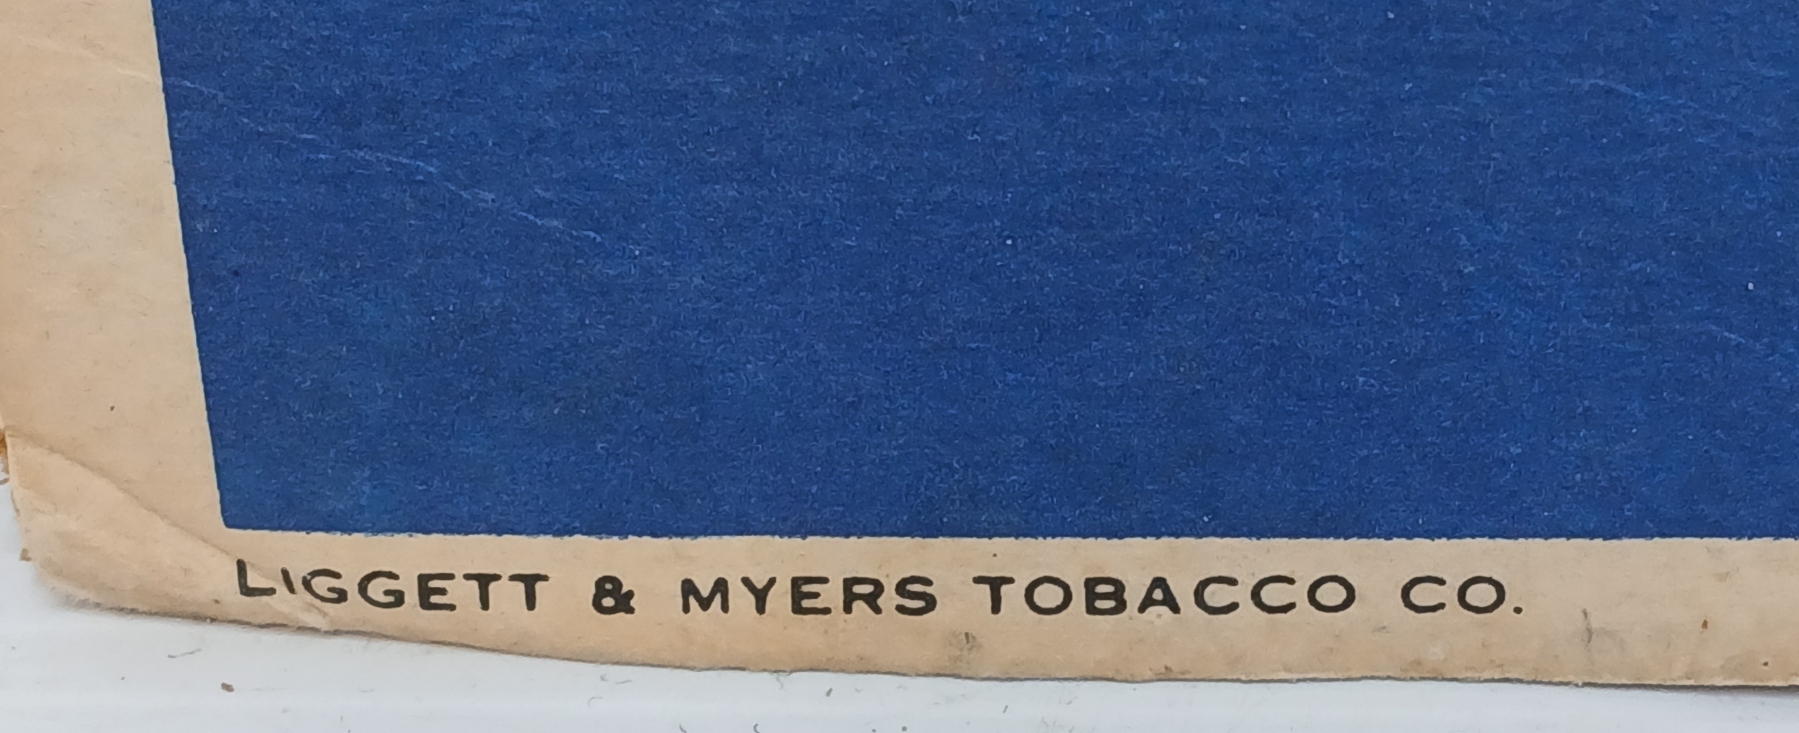 LIGGETT & MYERS TOBACCO CO.